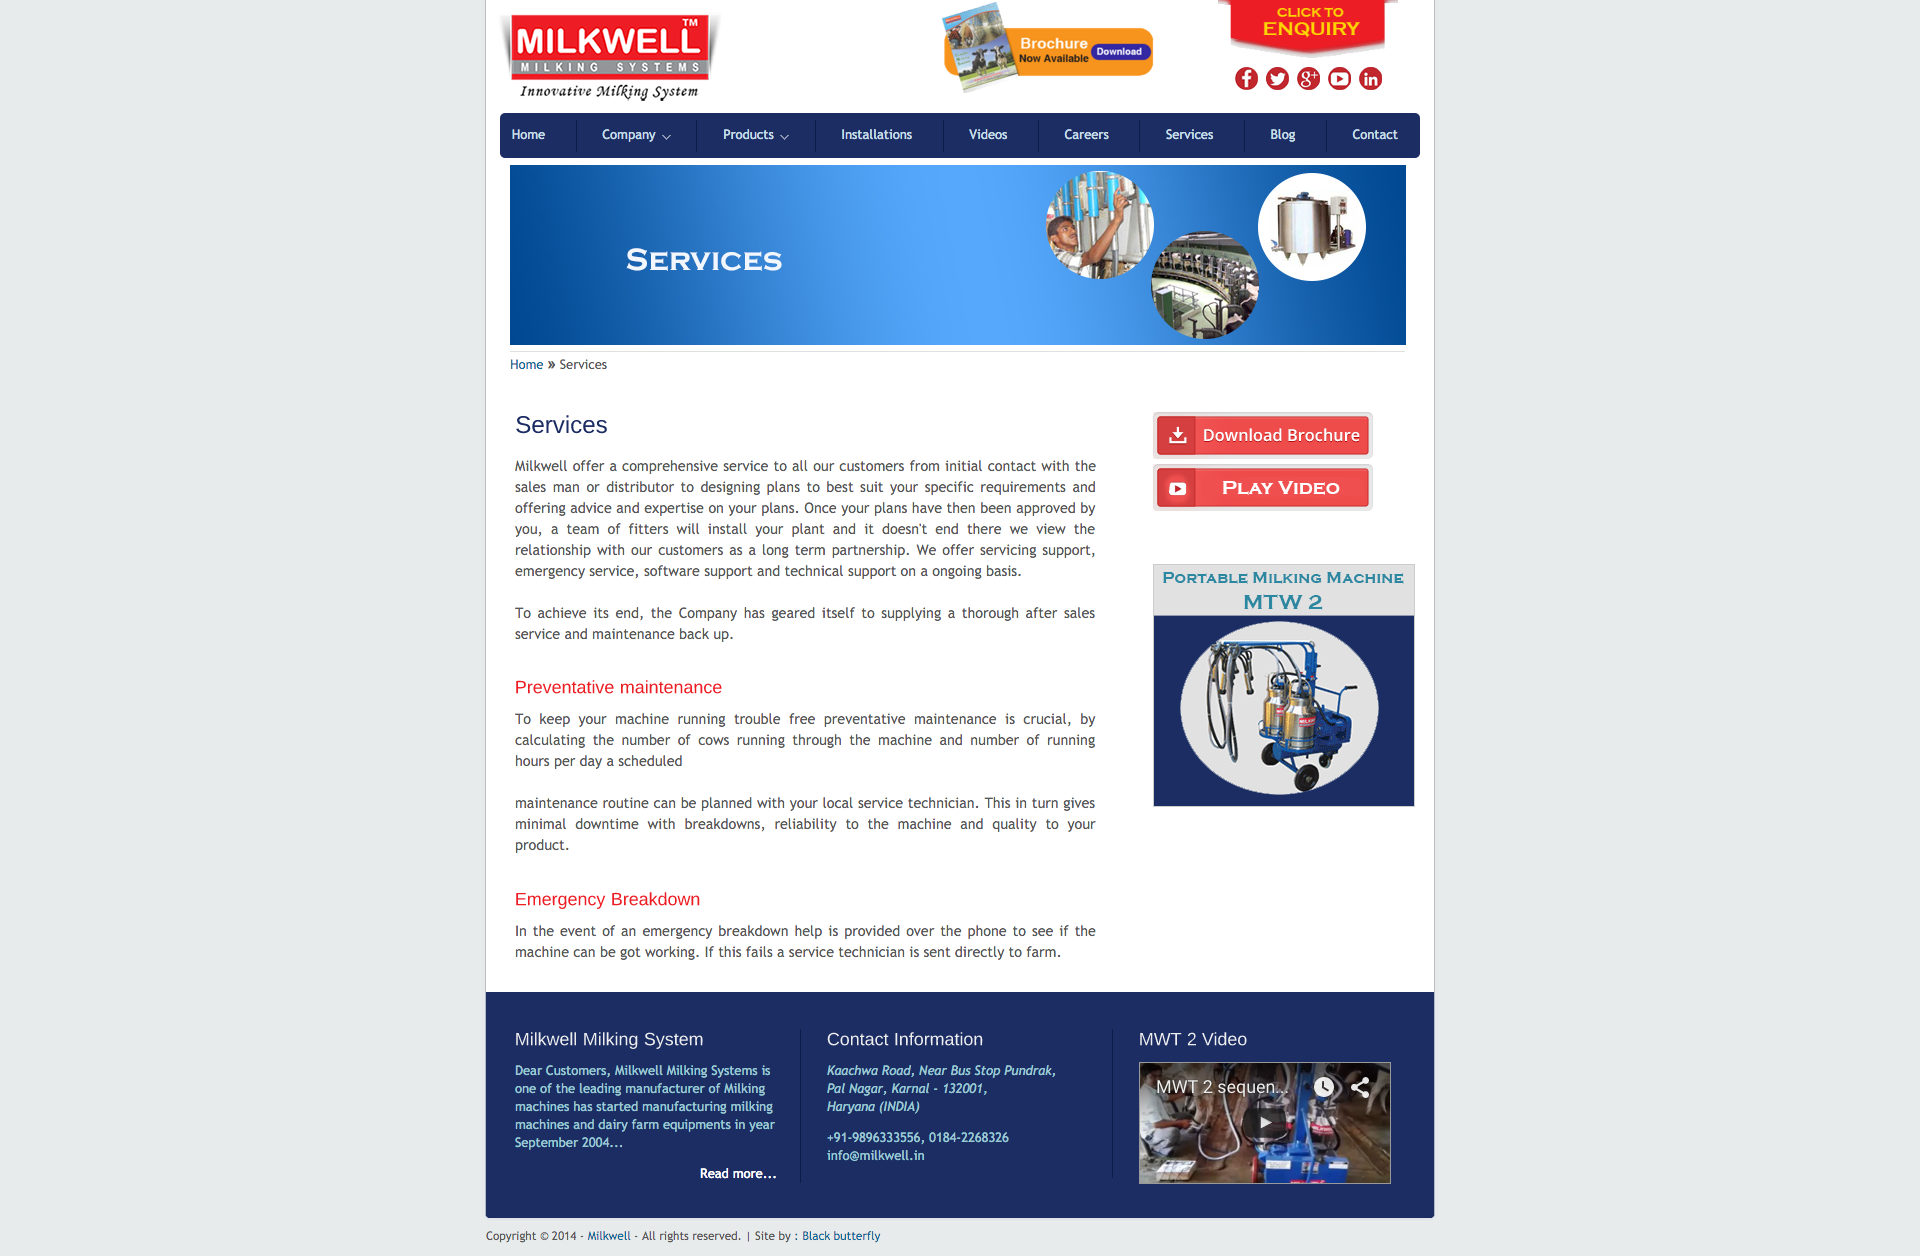 MILKWELL TM
MILKING SYSTEMS
Innovative Milking System
Brochure
Now Available Download
CLICK TO
ENQUIRY
Home Company Products Installations Videos Careers Services Blog Contact
SERVICES
Home » Services
Services
Milkwell offer a comprehensive service to all our customers from initial contact with the
sales man or distributor to designing plans to best suit your specific requirements and
offering advice and expertise on your plans. Once your plans have then been approved by
you, a team of fitters will install your plant and it doesn't end there we view the
relationship with our customers as a long term partnership. We offer servicing support,
emergency service, software support and technical support on a ongoing basis.
To achieve its end, the Company has geared itself to supplying a thorough after sales
service and maintenance back up.
Preventative maintenance
To keep your machine running trouble free preventative maintenance is crucial, by
calculating the number of cows running through the machine and number of running
hours per day a scheduled
maintenance routine can be planned with your local service technician. This in turn gives
minimal downtime with breakdowns, reliability to the machine and quality to your
product.
Emergency Breakdown
In the event of an emergency breakdown help is provided over the phone to see if the
machine can be got working. If this fails a service technician is sent directly to farm.
Download Brochure
PLAY VIDEO
PORTABLE MILKING MACHINE
MTW 2
Milkwell Milking System
Dear Customers, Milkwell Milking Systems is
one of the leading manufacturer of Milking
machines has started manufacturing milking
machines and dairy farm equipments in year
September 2004...
Read more...
Contact Information
Kaachwa Road, Near Bus Stop Pundrak,
Pal Nagar, Karnal - 132001,
Haryana (INDIA)
+91-9896333556, 0184-2268326
info@milkwell.in
MWT 2 Video
MWT 2 sequen...
Copyright © 2014 - Milkwell - All rights reserved. | Site by : Black butterfly